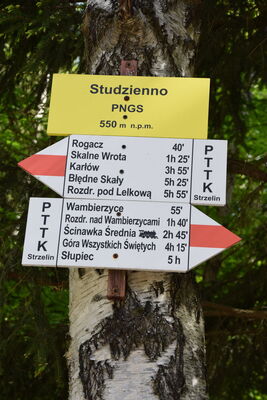 Studzienno
PNGS
550 m n.p.m.
Rogacz 40'
Skalne Wrota 1h 25'
Karłów 3h 55'
Błędne Skały 5h 25'
Rozdr. pod Lelkową 5h 55'
PTTK
Strzelin
Wambierzyce 55'
Rozdr. nad Wambierzycami 1h 40'
Ścinawka Średnia 2h 45'
Góra Wszystkich Świętych 4h 15'
Słupiec 5 h
PTTK
Strzelin